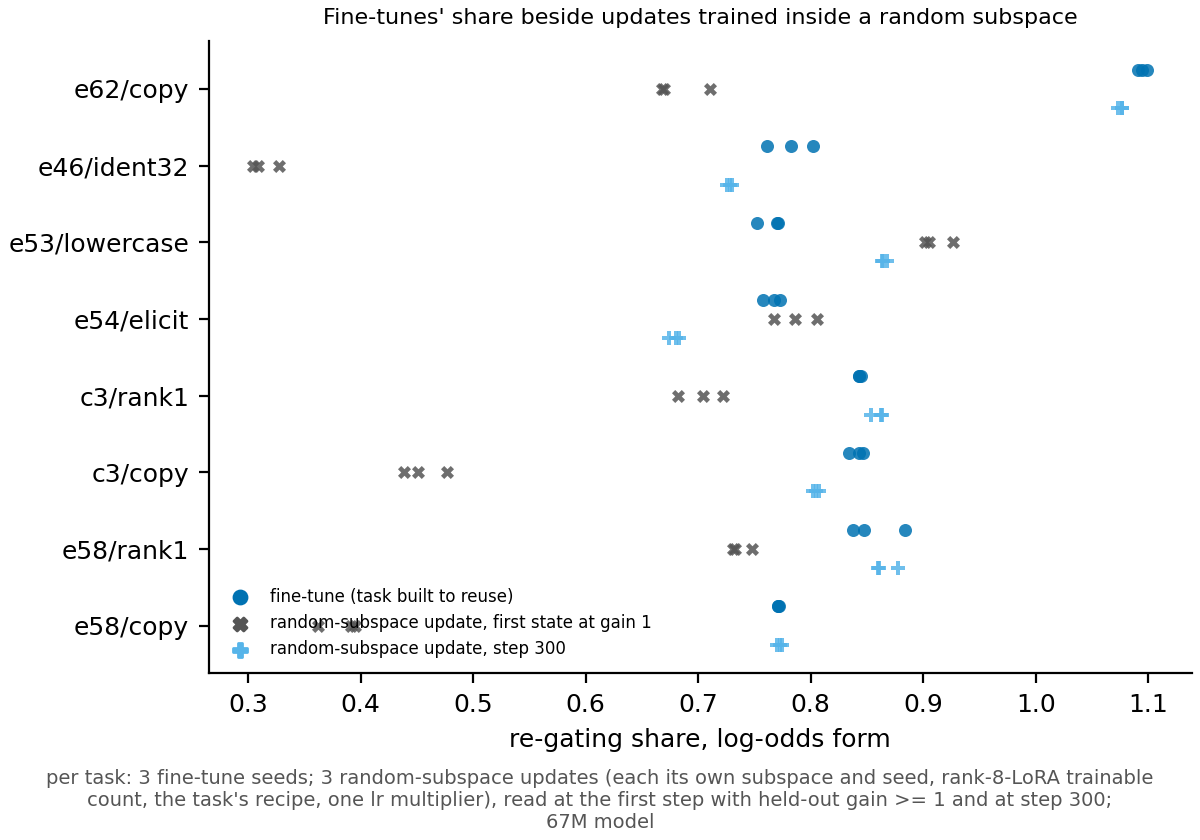 Fine-tunes' share beside updates trained inside a random subspace
e62/copy
e46/ident32
e53/lowercase
e54/elicit
c3/rank1
c3/copy
e58/rank1
e58/copy
fine-tune (task built to reuse)
random-subspace update, first state at gain 1
random-subspace update, step 300
0.3 0.4 0.5 0.6 0.7 0.8 0.9 1.0 1.1
re-gating share, log-odds form
per task: 3 fine-tune seeds; 3 random-subspace updates (each its own subspace and seed, rank-8-LoRA trainable
count, the task's recipe, one lr multiplier), read at the first step with held-out gain >= 1 and at step 300;
67M model